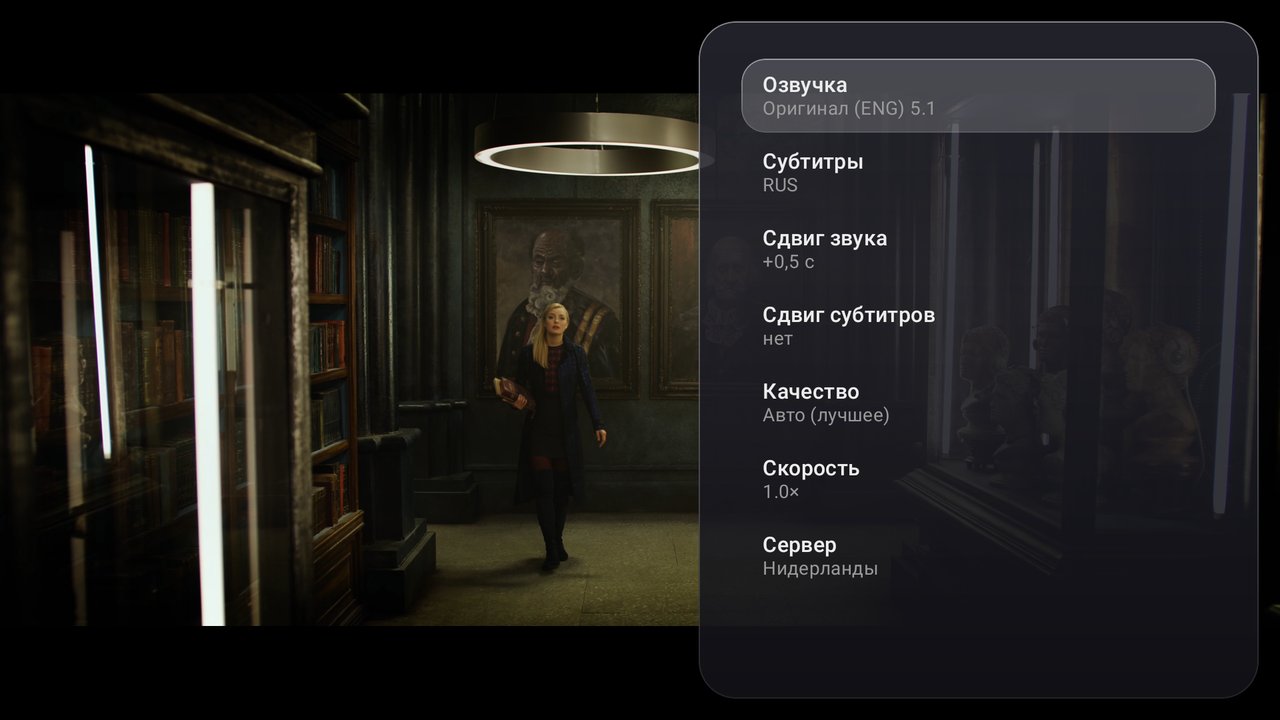 Озвучка
Оригинал (ENG) 5.1
Субтитры
RUS
Сдвиг звука
+0,5 с
Сдвиг субтитров
нет
Качество
Авто (лучшее)
Скорость
1.0×
Сервер
Нидерланды